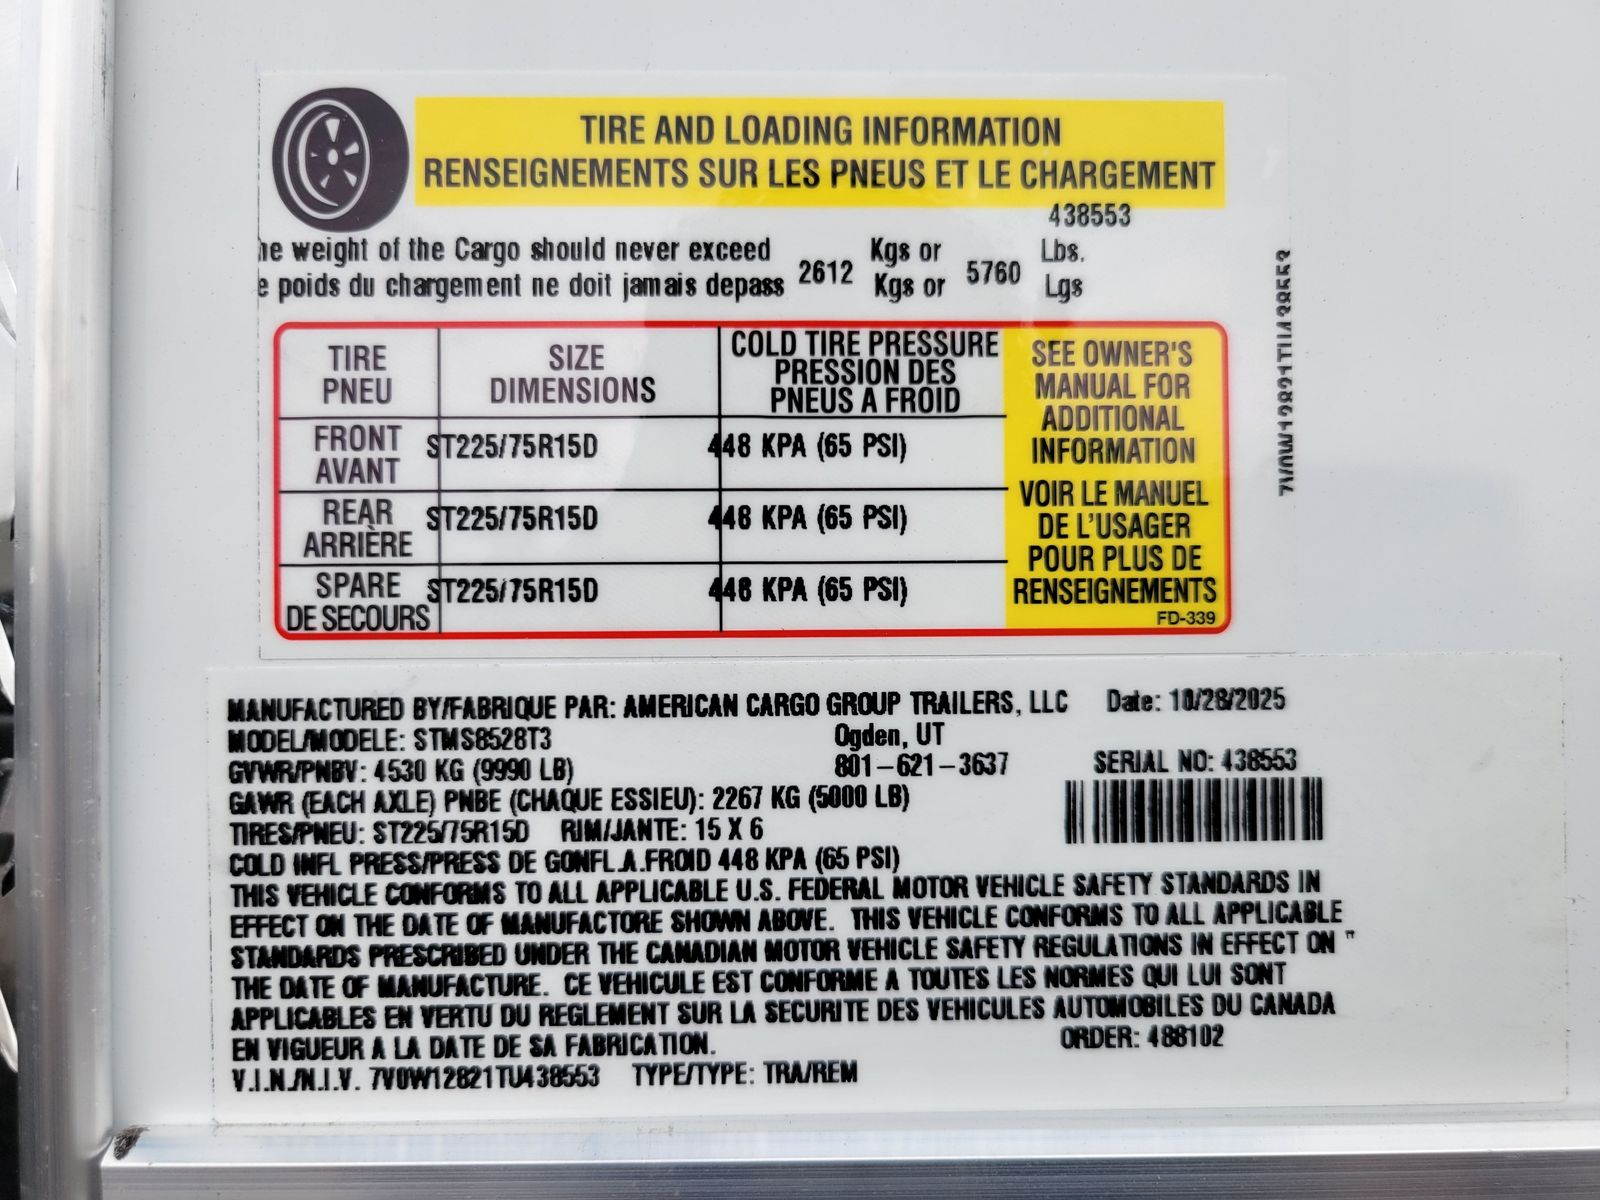 TIRE AND LOADING INFORMATION
RENSEIGNEMENTS SUR LES PNEUS ET LE CHARGEMENT
438553
he weight of the Cargo should never exceed 2612 Kgs or 5760 Lbs.
e poids du chargement ne doit jamais depass Kgs or Lgs
TIRE PNEU
SIZE DIMENSIONS
COLD TIRE PRESSURE
PRESSION DES
PNEUS A FROID
FRONT AVANT ST225/75R15D 448 KPA (65 PSI)
REAR ARRIÈRE ST225/75R15D 448 KPA (65 PSI)
SPARE DE SECOURS ST225/75R15D 448 KPA (65 PSI)
SEE OWNER'S
MANUAL FOR
ADDITIONAL
INFORMATION
VOIR LE MANUEL
DE L'USAGER
POUR PLUS DE
RENSEIGNEMENTS
FD-339
MANUFACTURED BY/FABRIQUE PAR: AMERICAN CARGO GROUP TRAILERS, LLC Date: 10/28/2025
MODEL/MODELE: STMS8528T3 Ogden, UT
GVWR/PNBV: 4530 KG (9990 LB) 801-621-3637 SERIAL NO: 438553
GAWR (EACH AXLE) PNBE (CHAQUE ESSIEU): 2267 KG (5000 LB)
TIRES/PNEU: ST225/75R15D RIM/JANTE: 15 X 6
COLD INFL PRESS/PRESS DE GONFL.A.FROID 448 KPA (65 PSI)
THIS VEHICLE CONFORMS TO ALL APPLICABLE U.S. FEDERAL MOTOR VEHICLE SAFETY STANDARDS IN
EFFECT ON THE DATE OF MANUFACTORE SHOWN ABOVE. THIS VEHICLE CONFORMS TO ALL APPLICABLE
STANDARDS PRESCRIBED UNDER THE CANADIAN MOTOR VEHICLE SAFETY REGULATIONS IN EFFECT ON "
THE DATE OF MANUFACTURE. CE VEHICULE EST CONFORME A TOUTES LES NORMES QUI LUI SONT
APPLICABLES EN VERTU DU REGLEMENT SUR LA SECURITE DES VEHICULES AUTOMOBILES DU CANADA
EN VIGUEUR A LA DATE DE SA FABRICATION. ORDER: 488102
V.I.N./N.I.V. 7V0W12821TU438553 TYPE/TYPE: TRA/REM